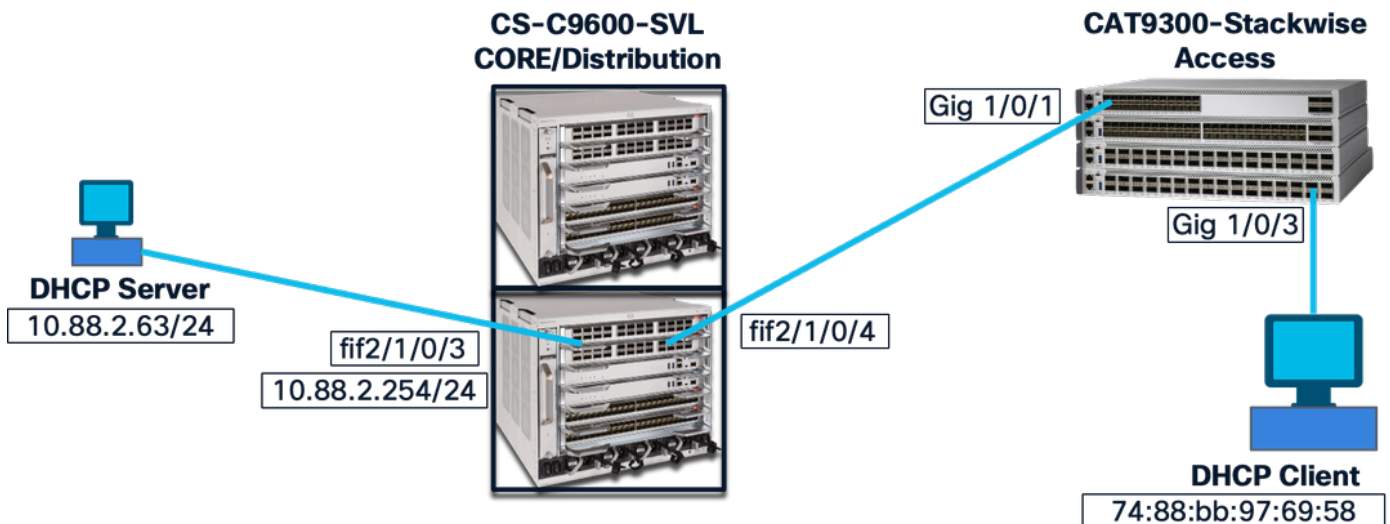 CS-C9600-SVL
CORE/Distribution
CAT9300-Stackwise
Access
Gig 1/0/1
Gig 1/0/3
DHCP Server
10.88.2.63/24
fif2/1/0/3
10.88.2.254/24
fif2/1/0/4
DHCP Client
74:88:bb:97:69:58